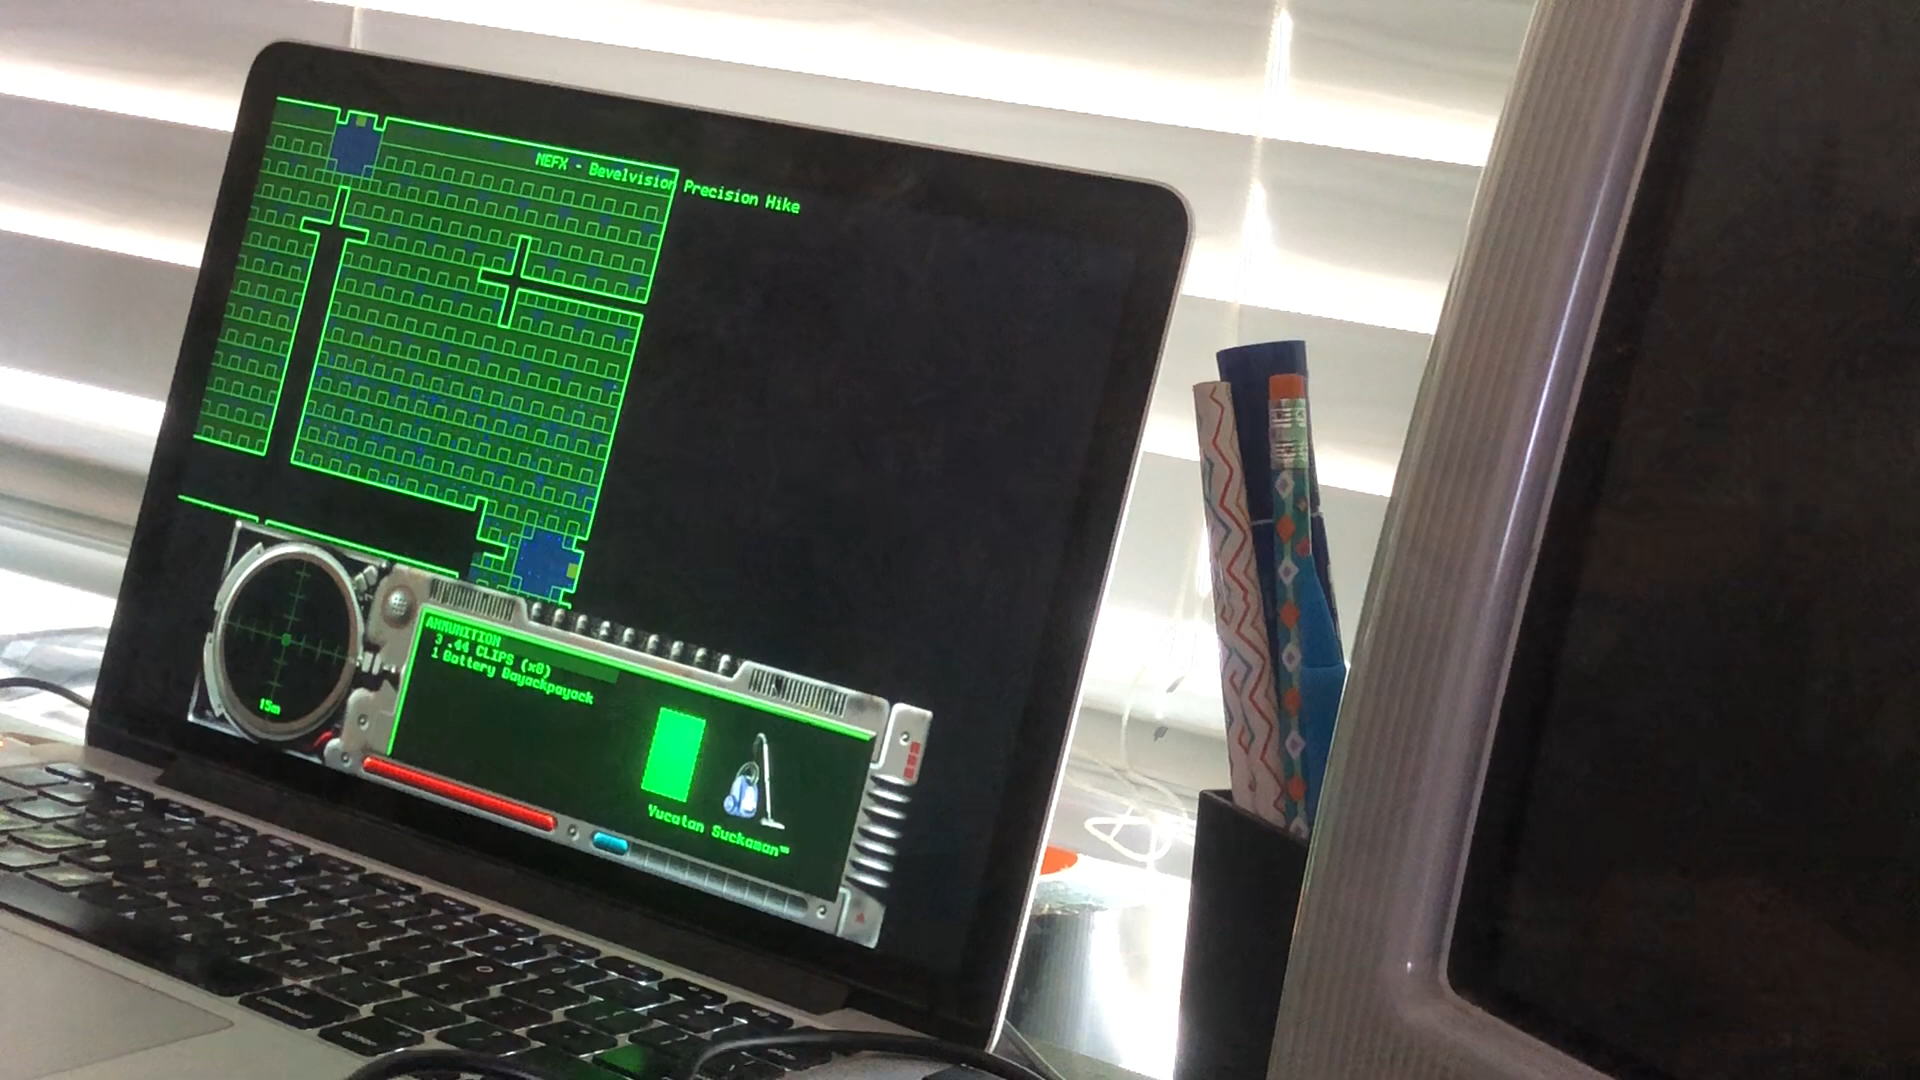 NEFX - Bevelvision Precision Hike
AMMUNITION
3 .44 CLIPS (x8)
1 Battery Bayackpayack
15m
Yucatan Suckaman™